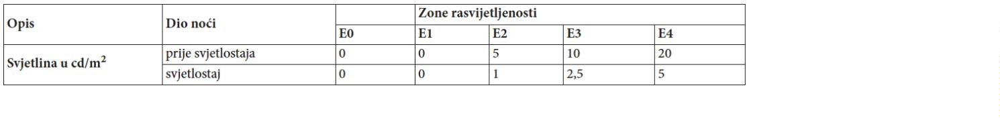 Opis Dio noći Zone rasvijetljenosti
E0 E1 E2 E3 E4
Svjetlina u cd/m² prije svjetlostaja 0 0 5 10 20
svjetlostaj 0 0 1 2,5 5